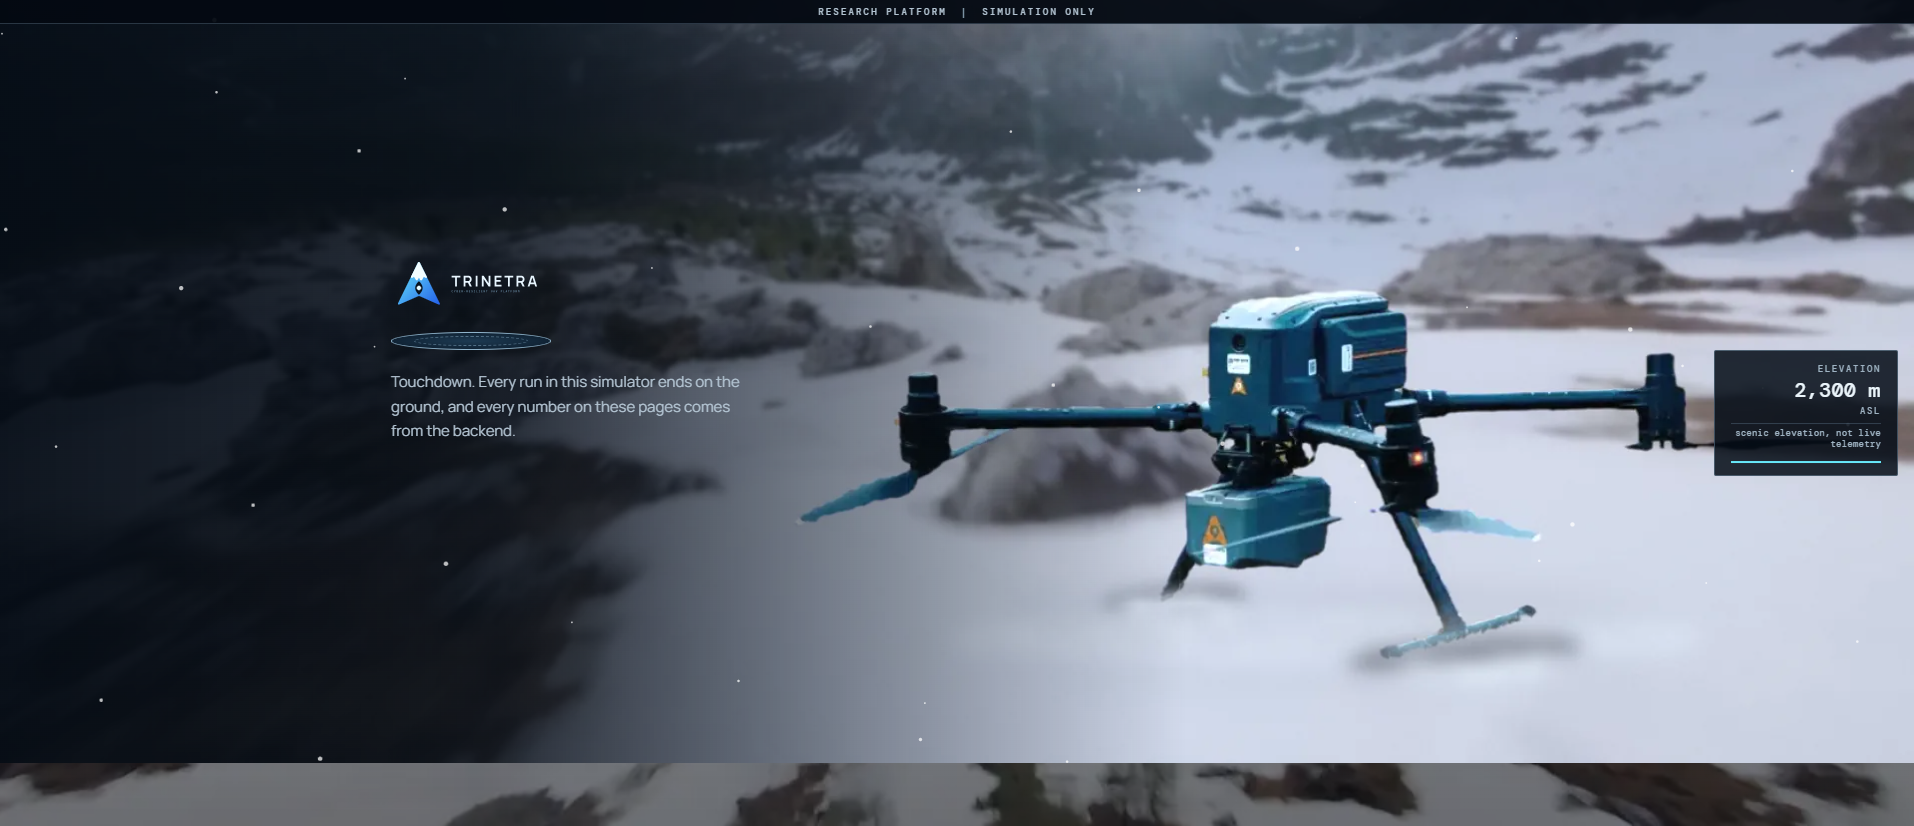 RESEARCH PLATFORM | SIMULATION ONLY
TRINETRA
Touchdown. Every run in this simulator ends on the
ground, and every number on these pages comes
from the backend.
ELEVATION
2,300 m
ASL
scenic elevation, not live
telemetry